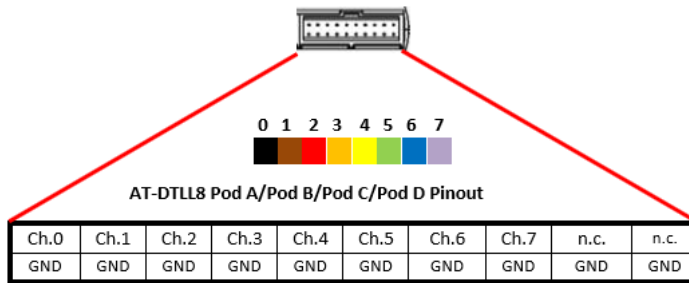 0 1 2 3 4 5 6 7
AT-DTLL8 Pod A/Pod B/Pod C/Pod D Pinout
Ch.0 Ch.1 Ch.2 Ch.3 Ch.4 Ch.5 Ch.6 Ch.7 n.c. n.c.
GND GND GND GND GND GND GND GND GND GND